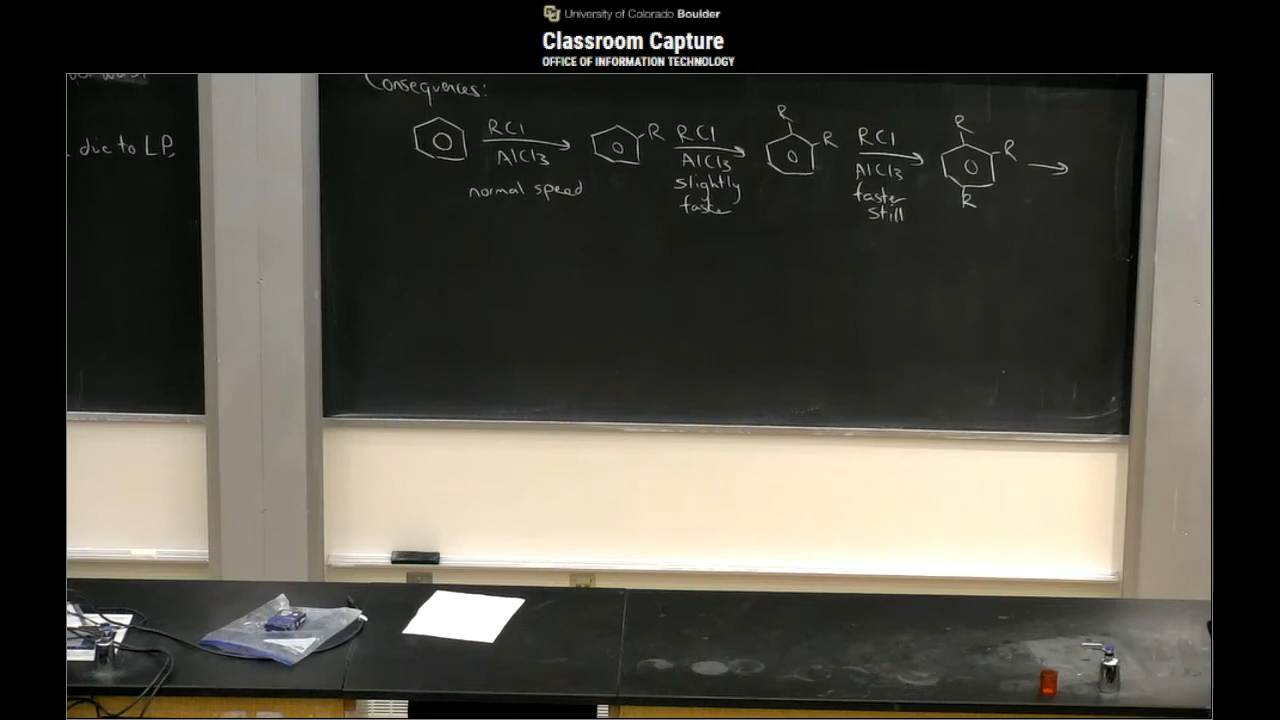 University of Colorado Boulder
Classroom Capture
OFFICE OF INFORMATION TECHNOLOGY
due to LP.
Consequences:
RCl
AlCl3
normal speed
R
RCl
AlCl3
slightly
faster
R
R
RCl
AlCl3
faster
still
R
R
R